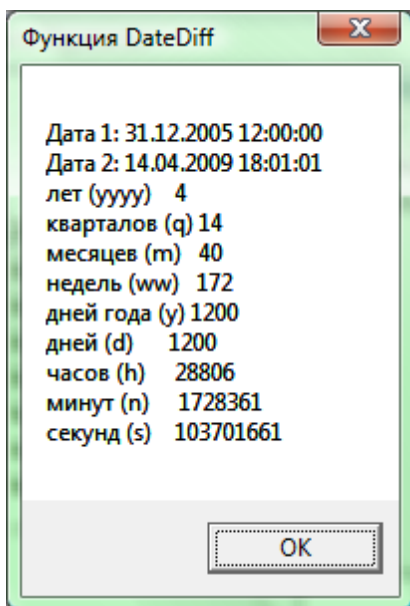 Функция DateDiff
Дата 1: 31.12.2005 12:00:00
Дата 2: 14.04.2009 18:01:01
лет (yyyy) 4
кварталов (q) 14
месяцев (m) 40
недель (ww) 172
дней года (y) 1200
дней (d) 1200
часов (h) 28806
минут (n) 1728361
секунд (s) 103701661
OK